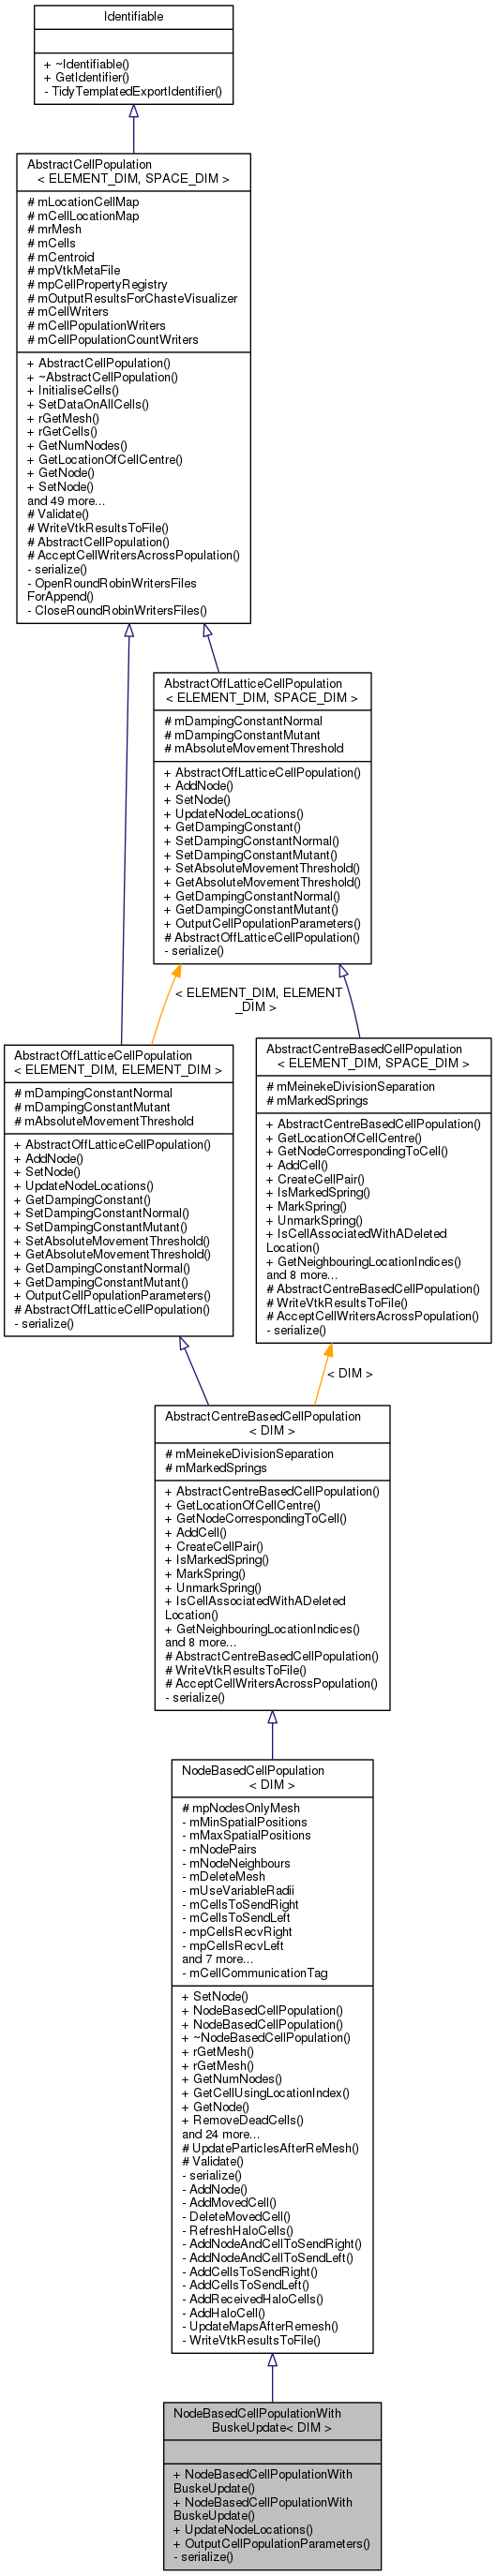 Identifiable
+ ~Identifiable()
+ GetIdentifier()
- TidyTemplatedExportIdentifier()
AbstractCellPopulation
< ELEMENT_DIM, SPACE_DIM >
# mLocationCellMap
# mCellLocationMap
# mrMesh
# mCells
# mCentroid
# mpVtkMetaFile
# mpCellPropertyRegistry
# mOutputResultsForChasteVisualizer
# mCellWriters
# mCellPopulationWriters
# mCellPopulationCountWriters
+ AbstractCellPopulation()
+ ~AbstractCellPopulation()
+ InitialiseCells()
+ SetDataOnAllCells()
+ rGetMesh()
+ rGetCells()
+ GetNumNodes()
+ GetLocationOfCellCentre()
+ GetNode()
+ SetNode()
and 49 more...
# Validate()
# WriteVtkResultsToFile()
# AbstractCellPopulation()
# AcceptCellWritersAcrossPopulation()
- serialize()
- OpenRoundRobinWritersFiles
ForAppend()
- CloseRoundRobinWritersFiles()
AbstractOffLatticeCellPopulation
< ELEMENT_DIM, SPACE_DIM >
# mDampingConstantNormal
# mDampingConstantMutant
# mAbsoluteMovementThreshold
+ AbstractOffLatticeCellPopulation()
+ AddNode()
+ SetNode()
+ UpdateNodeLocations()
+ GetDampingConstant()
+ SetDampingConstantNormal()
+ SetDampingConstantMutant()
+ SetAbsoluteMovementThreshold()
+ GetAbsoluteMovementThreshold()
+ GetDampingConstantNormal()
+ GetDampingConstantMutant()
+ OutputCellPopulationParameters()
# AbstractOffLatticeCellPopulation()
- serialize()
< ELEMENT_DIM, ELEMENT
_DIM >
AbstractOffLatticeCellPopulation
< ELEMENT_DIM, ELEMENT_DIM >
# mDampingConstantNormal
# mDampingConstantMutant
# mAbsoluteMovementThreshold
+ AbstractOffLatticeCellPopulation()
+ AddNode()
+ SetNode()
+ UpdateNodeLocations()
+ GetDampingConstant()
+ SetDampingConstantNormal()
+ SetDampingConstantMutant()
+ SetAbsoluteMovementThreshold()
+ GetAbsoluteMovementThreshold()
+ GetDampingConstantNormal()
+ GetDampingConstantMutant()
+ OutputCellPopulationParameters()
# AbstractOffLatticeCellPopulation()
- serialize()
AbstractCentreBasedCellPopulation
< ELEMENT_DIM, SPACE_DIM >
# mMeinekeDivisionSeparation
# mMarkedSprings
+ AbstractCentreBasedCellPopulation()
+ GetLocationOfCellCentre()
+ GetNodeCorrespondingToCell()
+ AddCell()
+ CreateCellPair()
+ IsMarkedSpring()
+ MarkSpring()
+ UnmarkSpring()
+ IsCellAssociatedWithADeleted
Location()
+ GetNeighbouringLocationIndices()
and 8 more...
# AbstractCentreBasedCellPopulation()
# WriteVtkResultsToFile()
# AcceptCellWritersAcrossPopulation()
- serialize()
< DIM >
AbstractCentreBasedCellPopulation
< DIM >
# mMeinekeDivisionSeparation
# mMarkedSprings
+ AbstractCentreBasedCellPopulation()
+ GetLocationOfCellCentre()
+ GetNodeCorrespondingToCell()
+ AddCell()
+ CreateCellPair()
+ IsMarkedSpring()
+ MarkSpring()
+ UnmarkSpring()
+ IsCellAssociatedWithADeleted
Location()
+ GetNeighbouringLocationIndices()
and 8 more...
# AbstractCentreBasedCellPopulation()
# WriteVtkResultsToFile()
# AcceptCellWritersAcrossPopulation()
- serialize()
NodeBasedCellPopulation
< DIM >
# mpNodesOnlyMesh
- mMinSpatialPositions
- mMaxSpatialPositions
- mNodePairs
- mNodeNeighbours
- mDeleteMesh
- mUseVariableRadii
- mCellsToSendRight
- mCellsToSendLeft
- mpCellsRecvRight
- mpCellsRecvLeft
and 7 more...
- mCellCommunicationTag
+ SetNode()
+ NodeBasedCellPopulation()
+ NodeBasedCellPopulation()
+ ~NodeBasedCellPopulation()
+ rGetMesh()
+ rGetMesh()
+ GetNumNodes()
+ GetCellUsingLocationIndex()
+ GetNode()
+ RemoveDeadCells()
and 24 more...
# UpdateParticlesAfterReMesh()
# Validate()
- serialize()
- AddNode()
- AddMovedCell()
- DeleteMovedCell()
- RefreshHaloCells()
- AddNodeAndCellToSendRight()
- AddNodeAndCellToSendLeft()
- AddCellsToSendRight()
- AddCellsToSendLeft()
- AddReceivedHaloCells()
- AddHaloCell()
- UpdateMapsAfterRemesh()
- WriteVtkResultsToFile()
NodeBasedCellPopulationWith
BuskeUpdate< DIM >
+ NodeBasedCellPopulationWith
BuskeUpdate()
+ NodeBasedCellPopulationWith
BuskeUpdate()
+ UpdateNodeLocations()
+ OutputCellPopulationParameters()
- serialize()